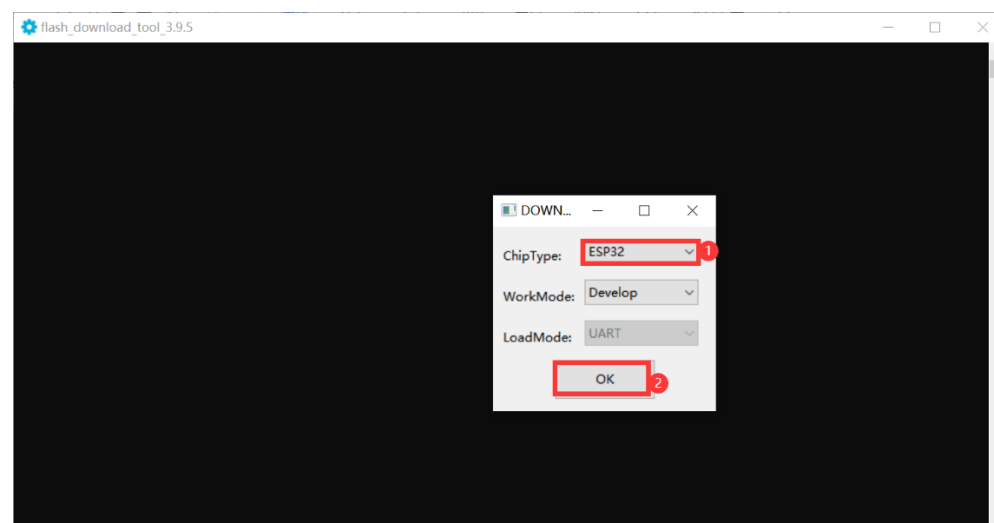 flash_download_tool_3.9.5
DOWN...
ChipType: ESP32 1
WorkMode: Develop
LoadMode: UART
OK 2